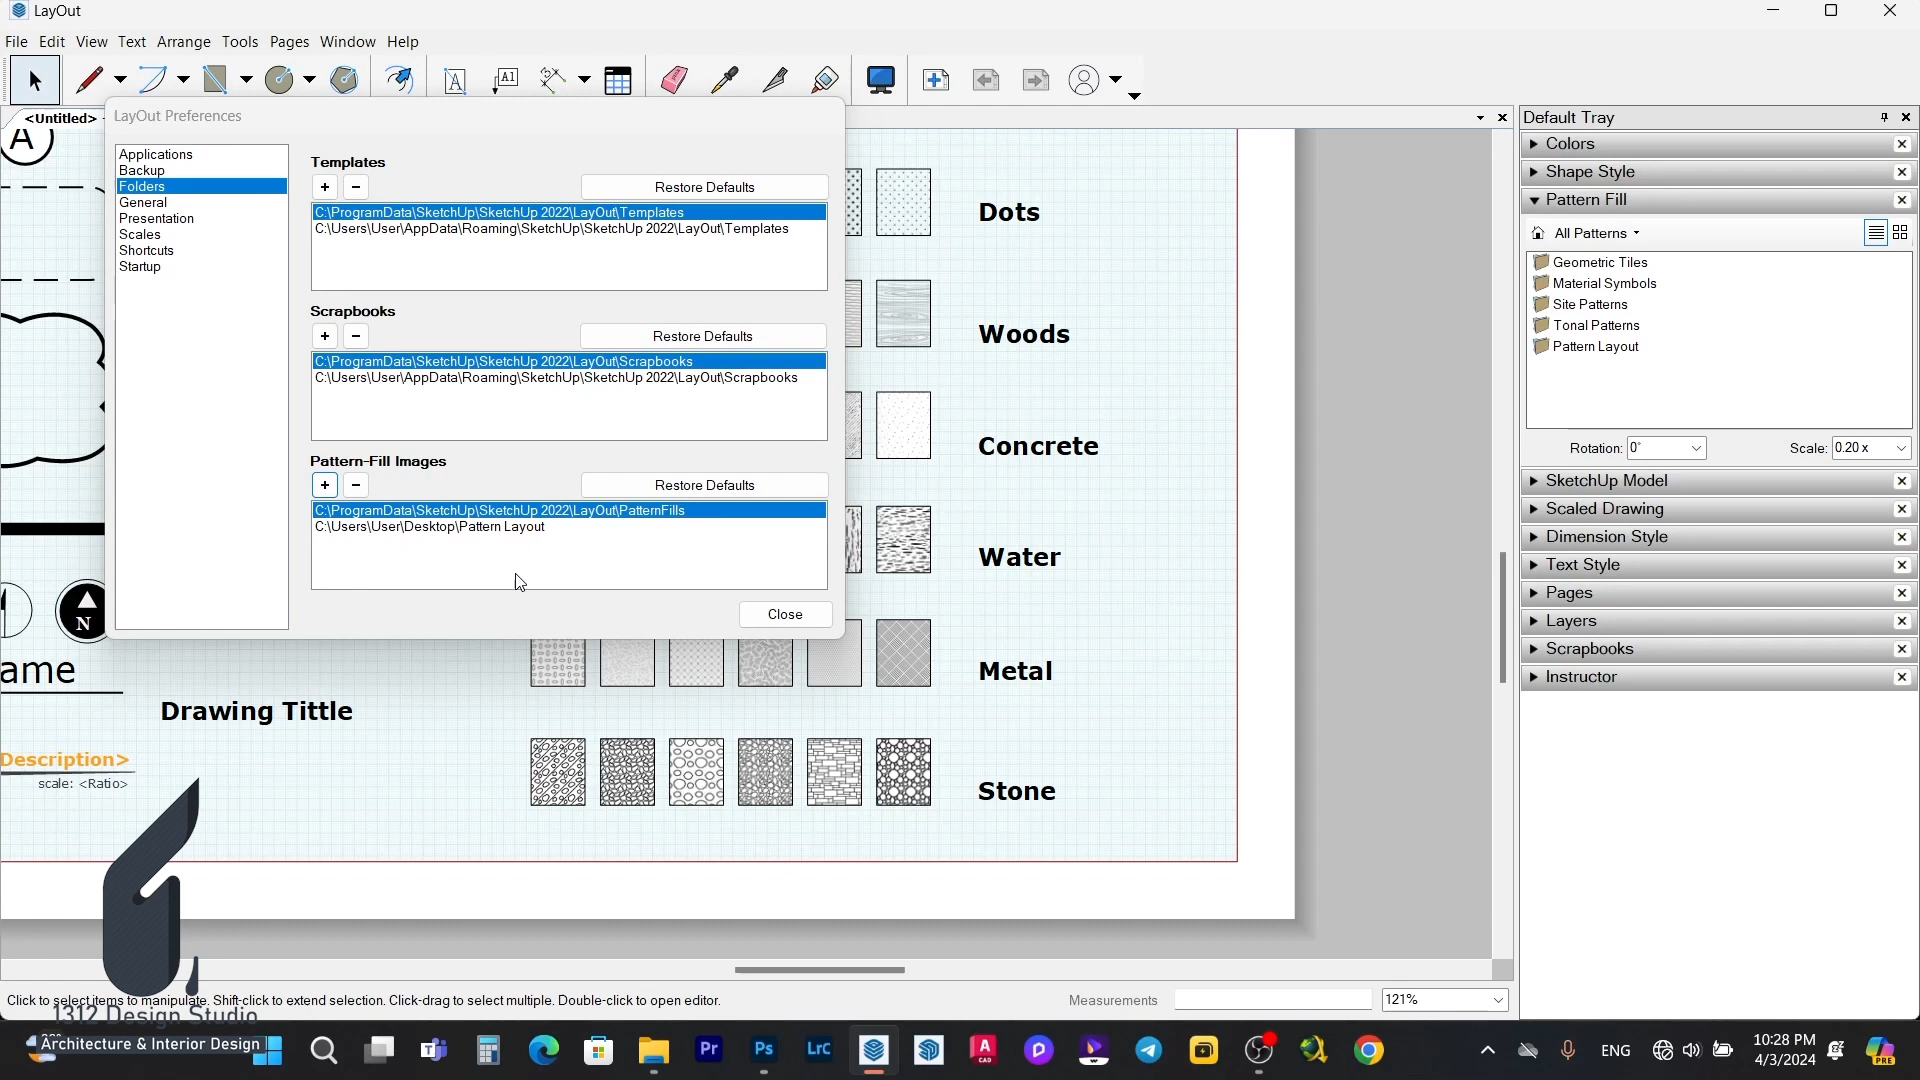 LayOut
File Edit View Text Arrange Tools Pages Window Help
A1
<Untitled>
LayOut Preferences
Applications
Backup
Folders
General
Presentation
Scales
Shortcuts
Startup
Templates
+ − Restore Defaults
C:\ProgramData\SketchUp\SketchUp 2022\LayOut\Templates
C:\Users\User\AppData\Roaming\SketchUp\SketchUp 2022\LayOut\Templates
Scrapbooks
+ − Restore Defaults
C:\ProgramData\SketchUp\SketchUp 2022\LayOut\Scrapbooks
C:\Users\User\AppData\Roaming\SketchUp\SketchUp 2022\LayOut\Scrapbooks
Pattern-Fill Images
+ − Restore Defaults
C:\ProgramData\SketchUp\SketchUp 2022\LayOut\PatternFills
C:\Users\User\Desktop\Pattern Layout
Close
A
N
ame
Drawing Tittle
Description>
scale: <Ratio>
Dots
Woods
Concrete
Water
Metal
Stone
Default Tray
Colors
Shape Style
Pattern Fill
All Patterns
Geometric Tiles
Material Symbols
Site Patterns
Tonal Patterns
Pattern Layout
Rotation: 0° Scale: 0.20 x
SketchUp Model
Scaled Drawing
Dimension Style
Text Style
Pages
Layers
Scrapbooks
Instructor
Click to select items to manipulate. Shift-click to extend selection. Click-drag to select multiple. Double-click to open editor.
Measurements
121%
1312 Design Studio
Architecture & Interior Design
Pr
Ps
LrC
A
CAD
ENG
10:28 PM
4/3/2024
PRE